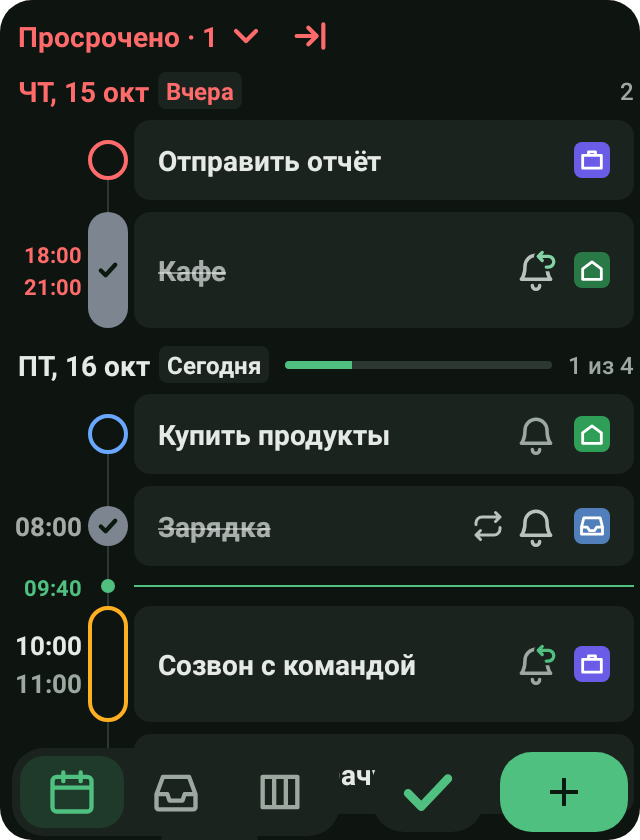 Просрочено · 1
ЧТ, 15 окт Вчера 2
Отправить отчёт
18:00
21:00
Кафе
ПТ, 16 окт Сегодня 1 из 4
Купить продукты
08:00 Зарядка
09:40
10:00
11:00
Созвон с командой